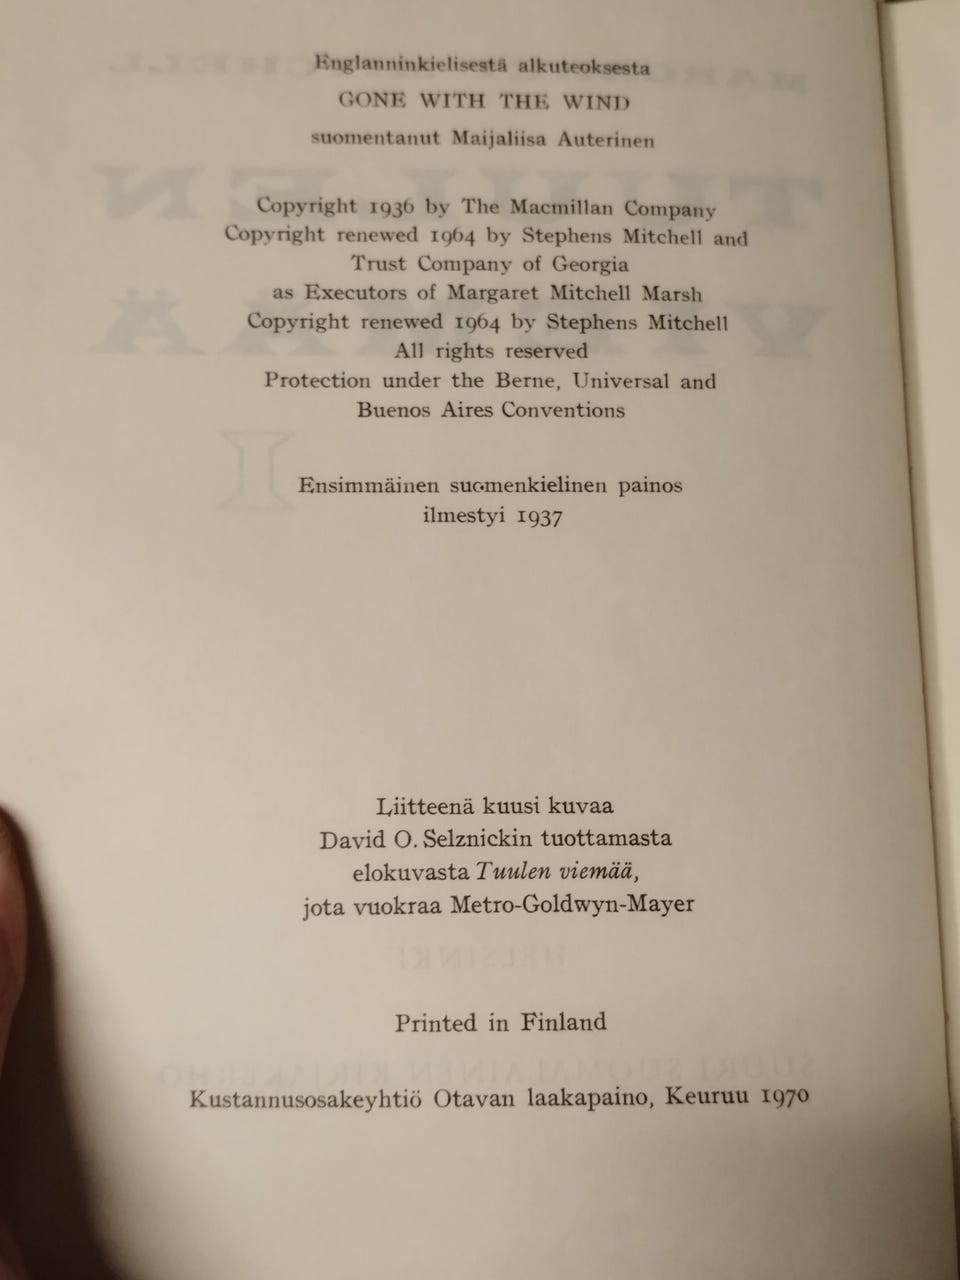 Englanninkielisestä alkuteoksesta
GONE WITH THE WIND
suomentanut Maijaliisa Auterinen
Copyright 1936 by The Macmillan Company
Copyright renewed 1964 by Stephens Mitchell and
Trust Company of Georgia
as Executors of Margaret Mitchell Marsh
Copyright renewed 1964 by Stephens Mitchell
All rights reserved
Protection under the Berne, Universal and
Buenos Aires Conventions
Ensimmäinen suomenkielinen painos
ilmestyi 1937
Liitteenä kuusi kuvaa
David O. Selznickin tuottamasta
elokuvasta Tuulen viemää,
jota vuokraa Metro-Goldwyn-Mayer
Printed in Finland
Kustannusosakeyhtiö Otavan laakapaino, Keuruu 1970